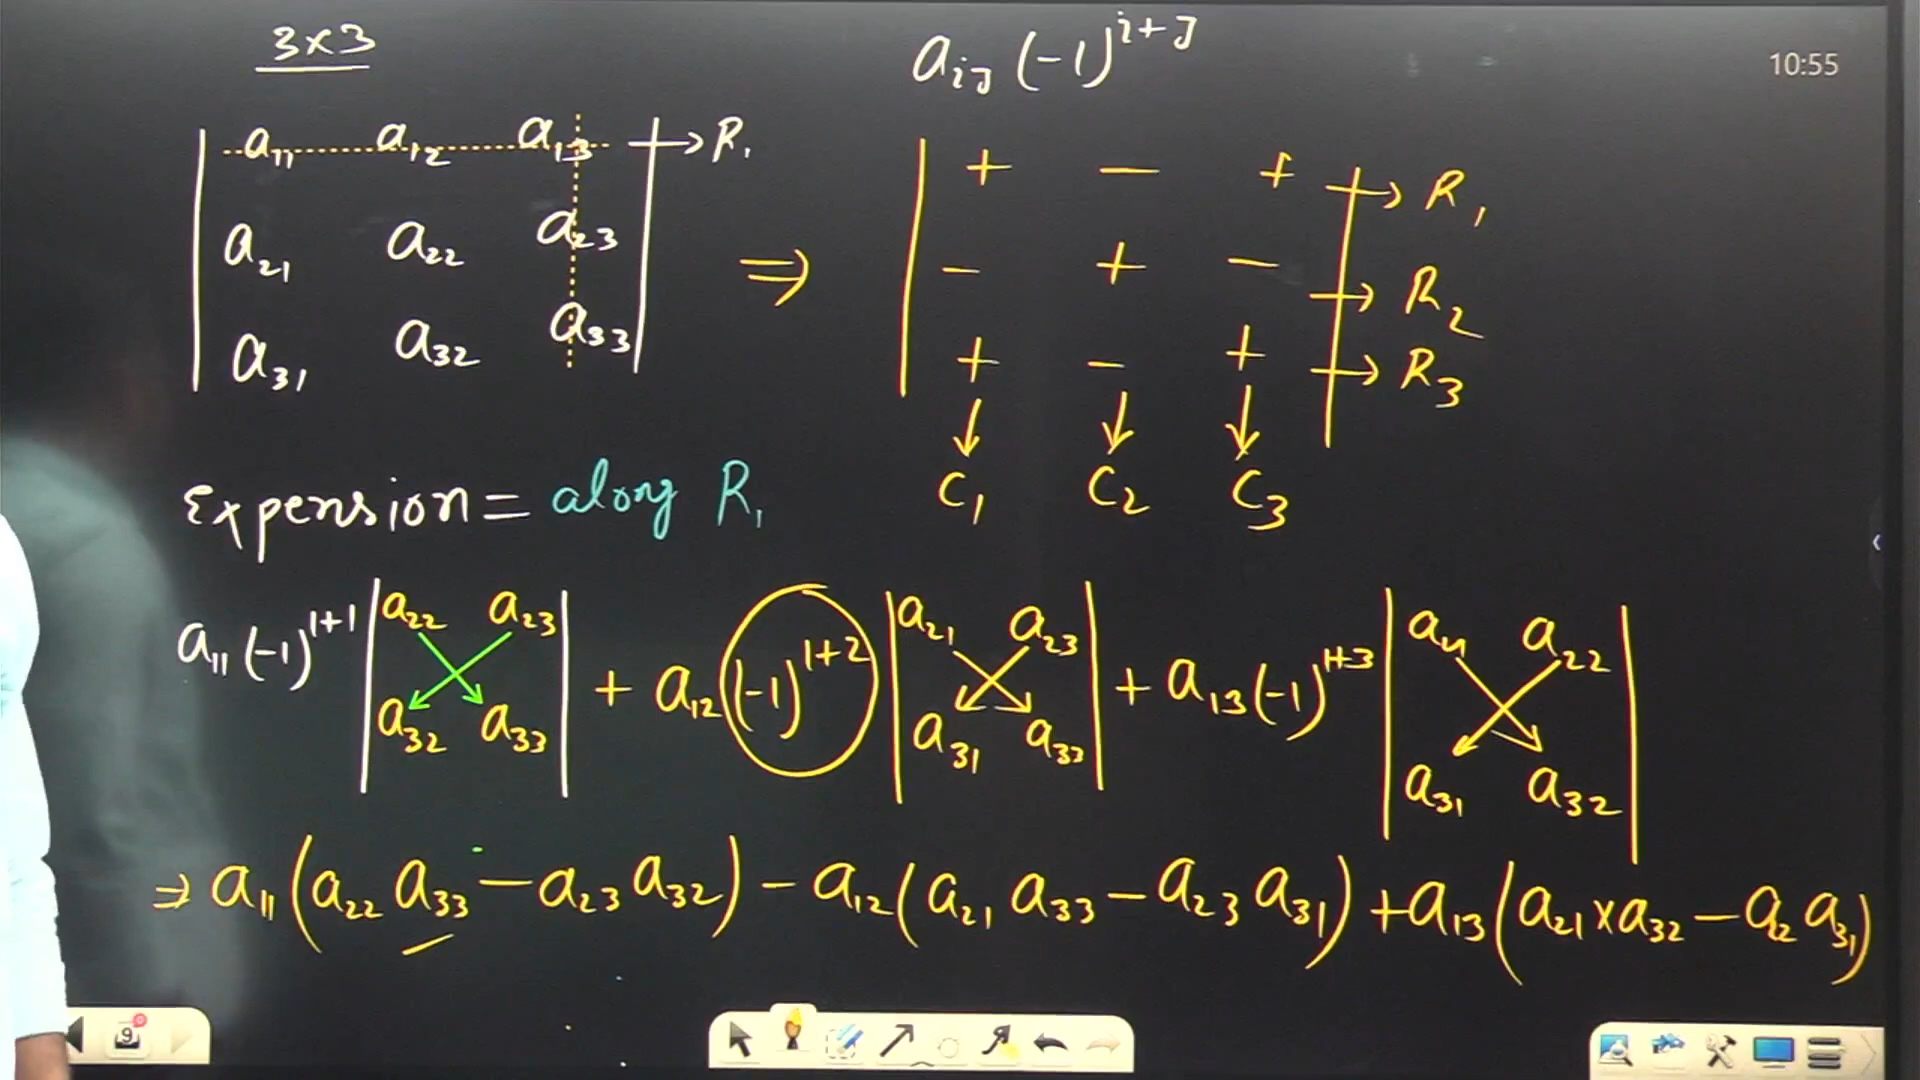 3×3
a_ij (-1)^{i+j}
10:55
| a₁₁ a₁₂ a₁₃ | → R₁
| a₂₁ a₂₂ a₂₃ |
| a₃₁ a₃₂ a₃₃ |
⇒
| + − + | → R₁
| − + − | → R₂
| + − + | → R₃
↓ ↓ ↓
C₁ C₂ C₃
Expension = along R₁
a₁₁ (-1)^{1+1} | a₂₂ a₂₃ | + a₁₂ (-1)^{1+2} | a₂₁ a₂₃ | + a₁₃ (-1)^{1+3} | a₂₁ a₂₂ |
| a₃₂ a₃₃ | | a₃₁ a₃₃ | | a₃₁ a₃₂ |
⇒ a₁₁ (a₂₂ a₃₃ − a₂₃ a₃₂) − a₁₂ (a₂₁ a₃₃ − a₂₃ a₃₁) + a₁₃ (a₂₁ × a₃₂ − a₂₂ a₃₁)
9